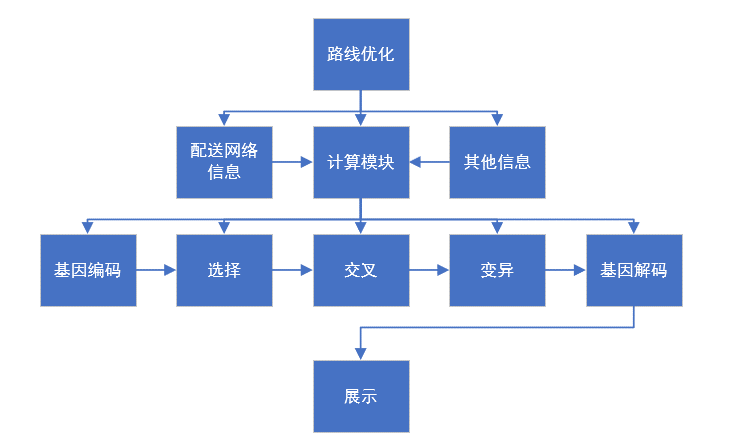 路线优化
配送网络
信息
计算模块
其他信息
基因编码
选择
交叉
变异
基因解码
展示